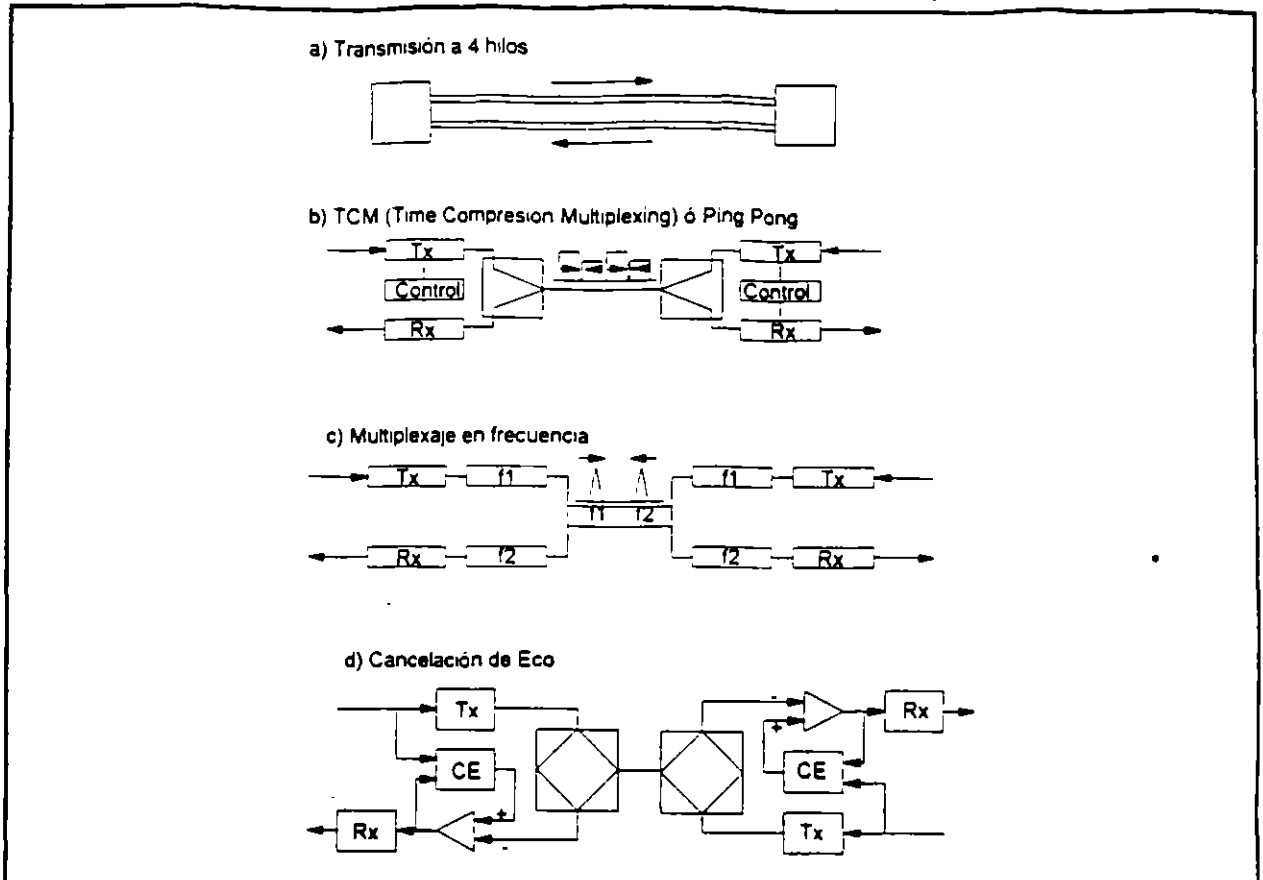 a) Transmisión a 4 hilos
b) TCM (Time Compresion Multiplexing) ó Ping Pong
Tx Tx
Control Control
Rx Rx
c) Multiplexaje en frecuencia
Tx f1 f1 Tx
f1 f2
Rx f2 f2 Rx
d) Cancelación de Eco
Tx - Rx
+
CE CE
+
Rx - Tx